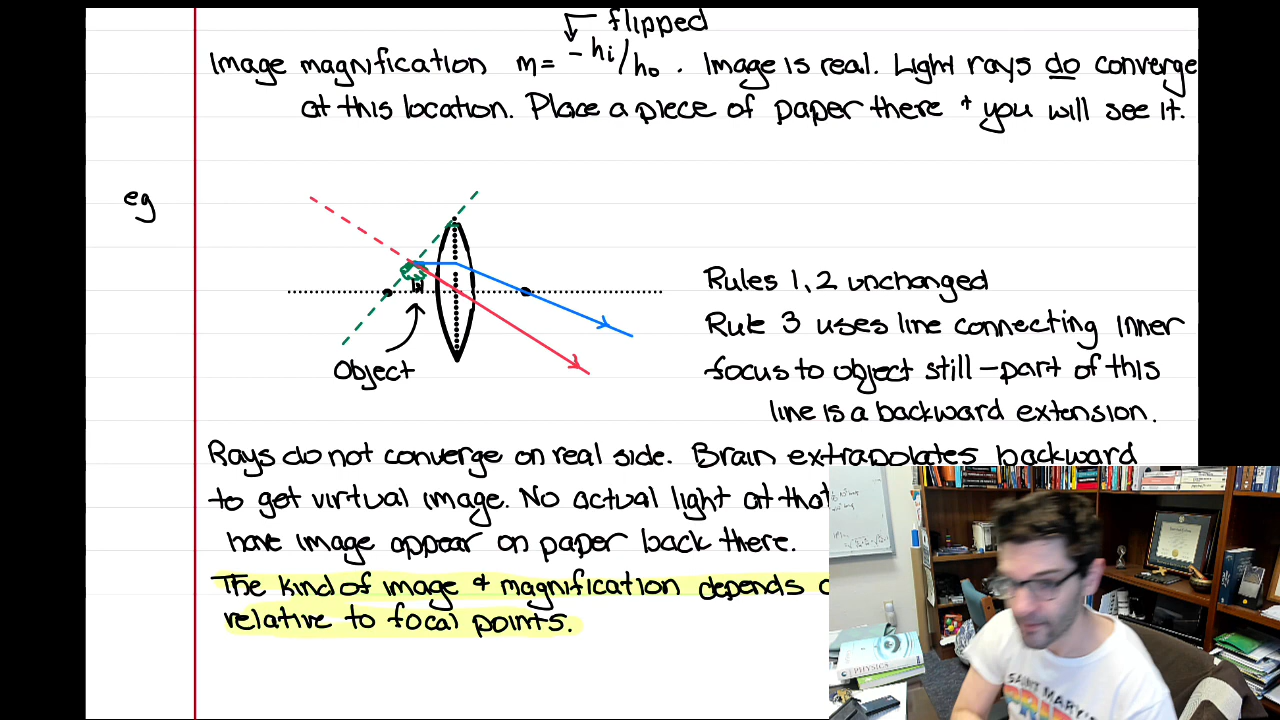 flipped
Image magnification m= -hi/ho . Image is real. Light rays do converge
at this location. Place a piece of paper there + you will see it.
eg
Object
Rules 1, 2 unchanged
Rule 3 uses line connecting inner
focus to object still - part of this
line is a backward extension.
Rays do not converge on real side. Brain extrapolates backward
to get virtual image. No actual light at that
have image appear on paper back there.
The kind of image + magnification depends
relative to focal points.
PHYSICS
SAINT MARY'S
PRIDE